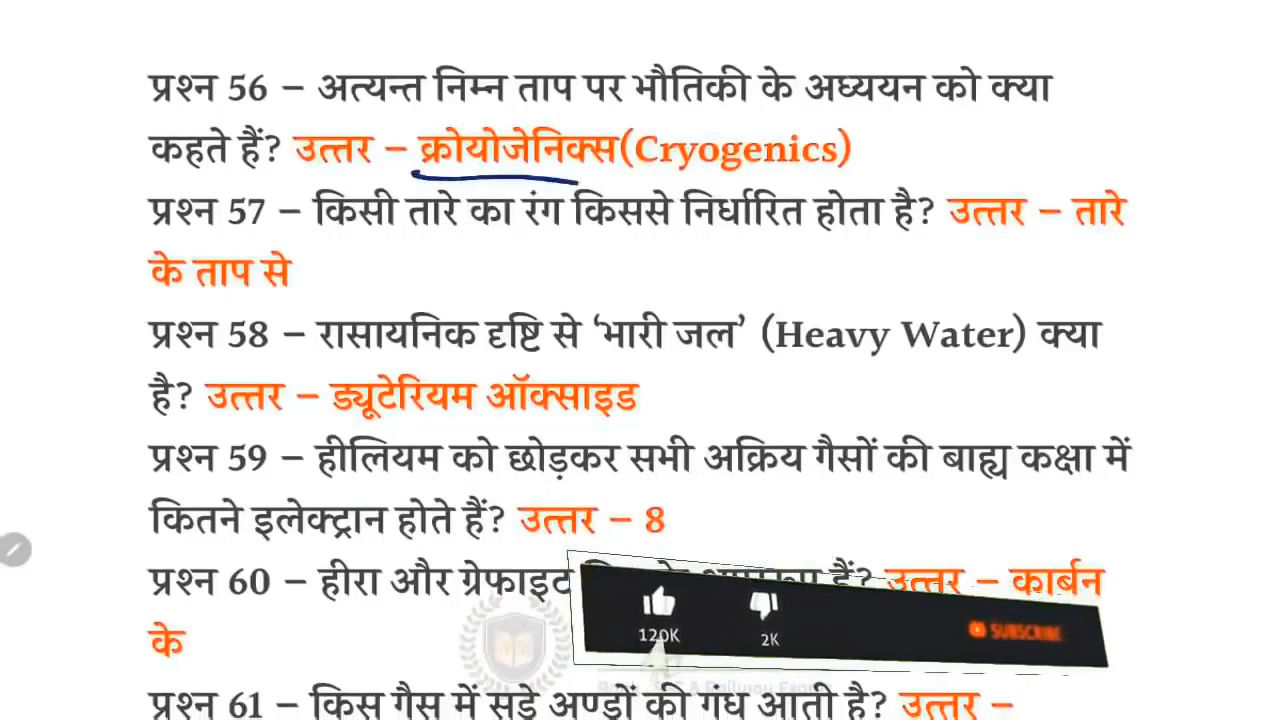 प्रश्न 56 – अत्यन्त निम्न ताप पर भौतिकी के अध्ययन को क्या
कहते हैं? उत्तर – क्रोयोजेनिक्स(Cryogenics)
प्रश्न 57 – किसी तारे का रंग किससे निर्धारित होता है? उत्तर – तारे
के ताप से
प्रश्न 58 – रासायनिक दृष्टि से ‘भारी जल’ (Heavy Water) क्या
है? उत्तर – ड्यूटेरियम ऑक्साइड
प्रश्न 59 – हीलियम को छोड़कर सभी अक्रिय गैसों की बाह्य कक्षा में
कितने इलेक्ट्रान होते हैं? उत्तर – 8
प्रश्न 60 – हीरा और ग्रेफाइट हैं? उत्तर – कार्बन
के
120K 2K SUBSCRIBE
प्रश्न 61 – किस गैस में सड़े अण्डों की गंध आती है? उत्तर –